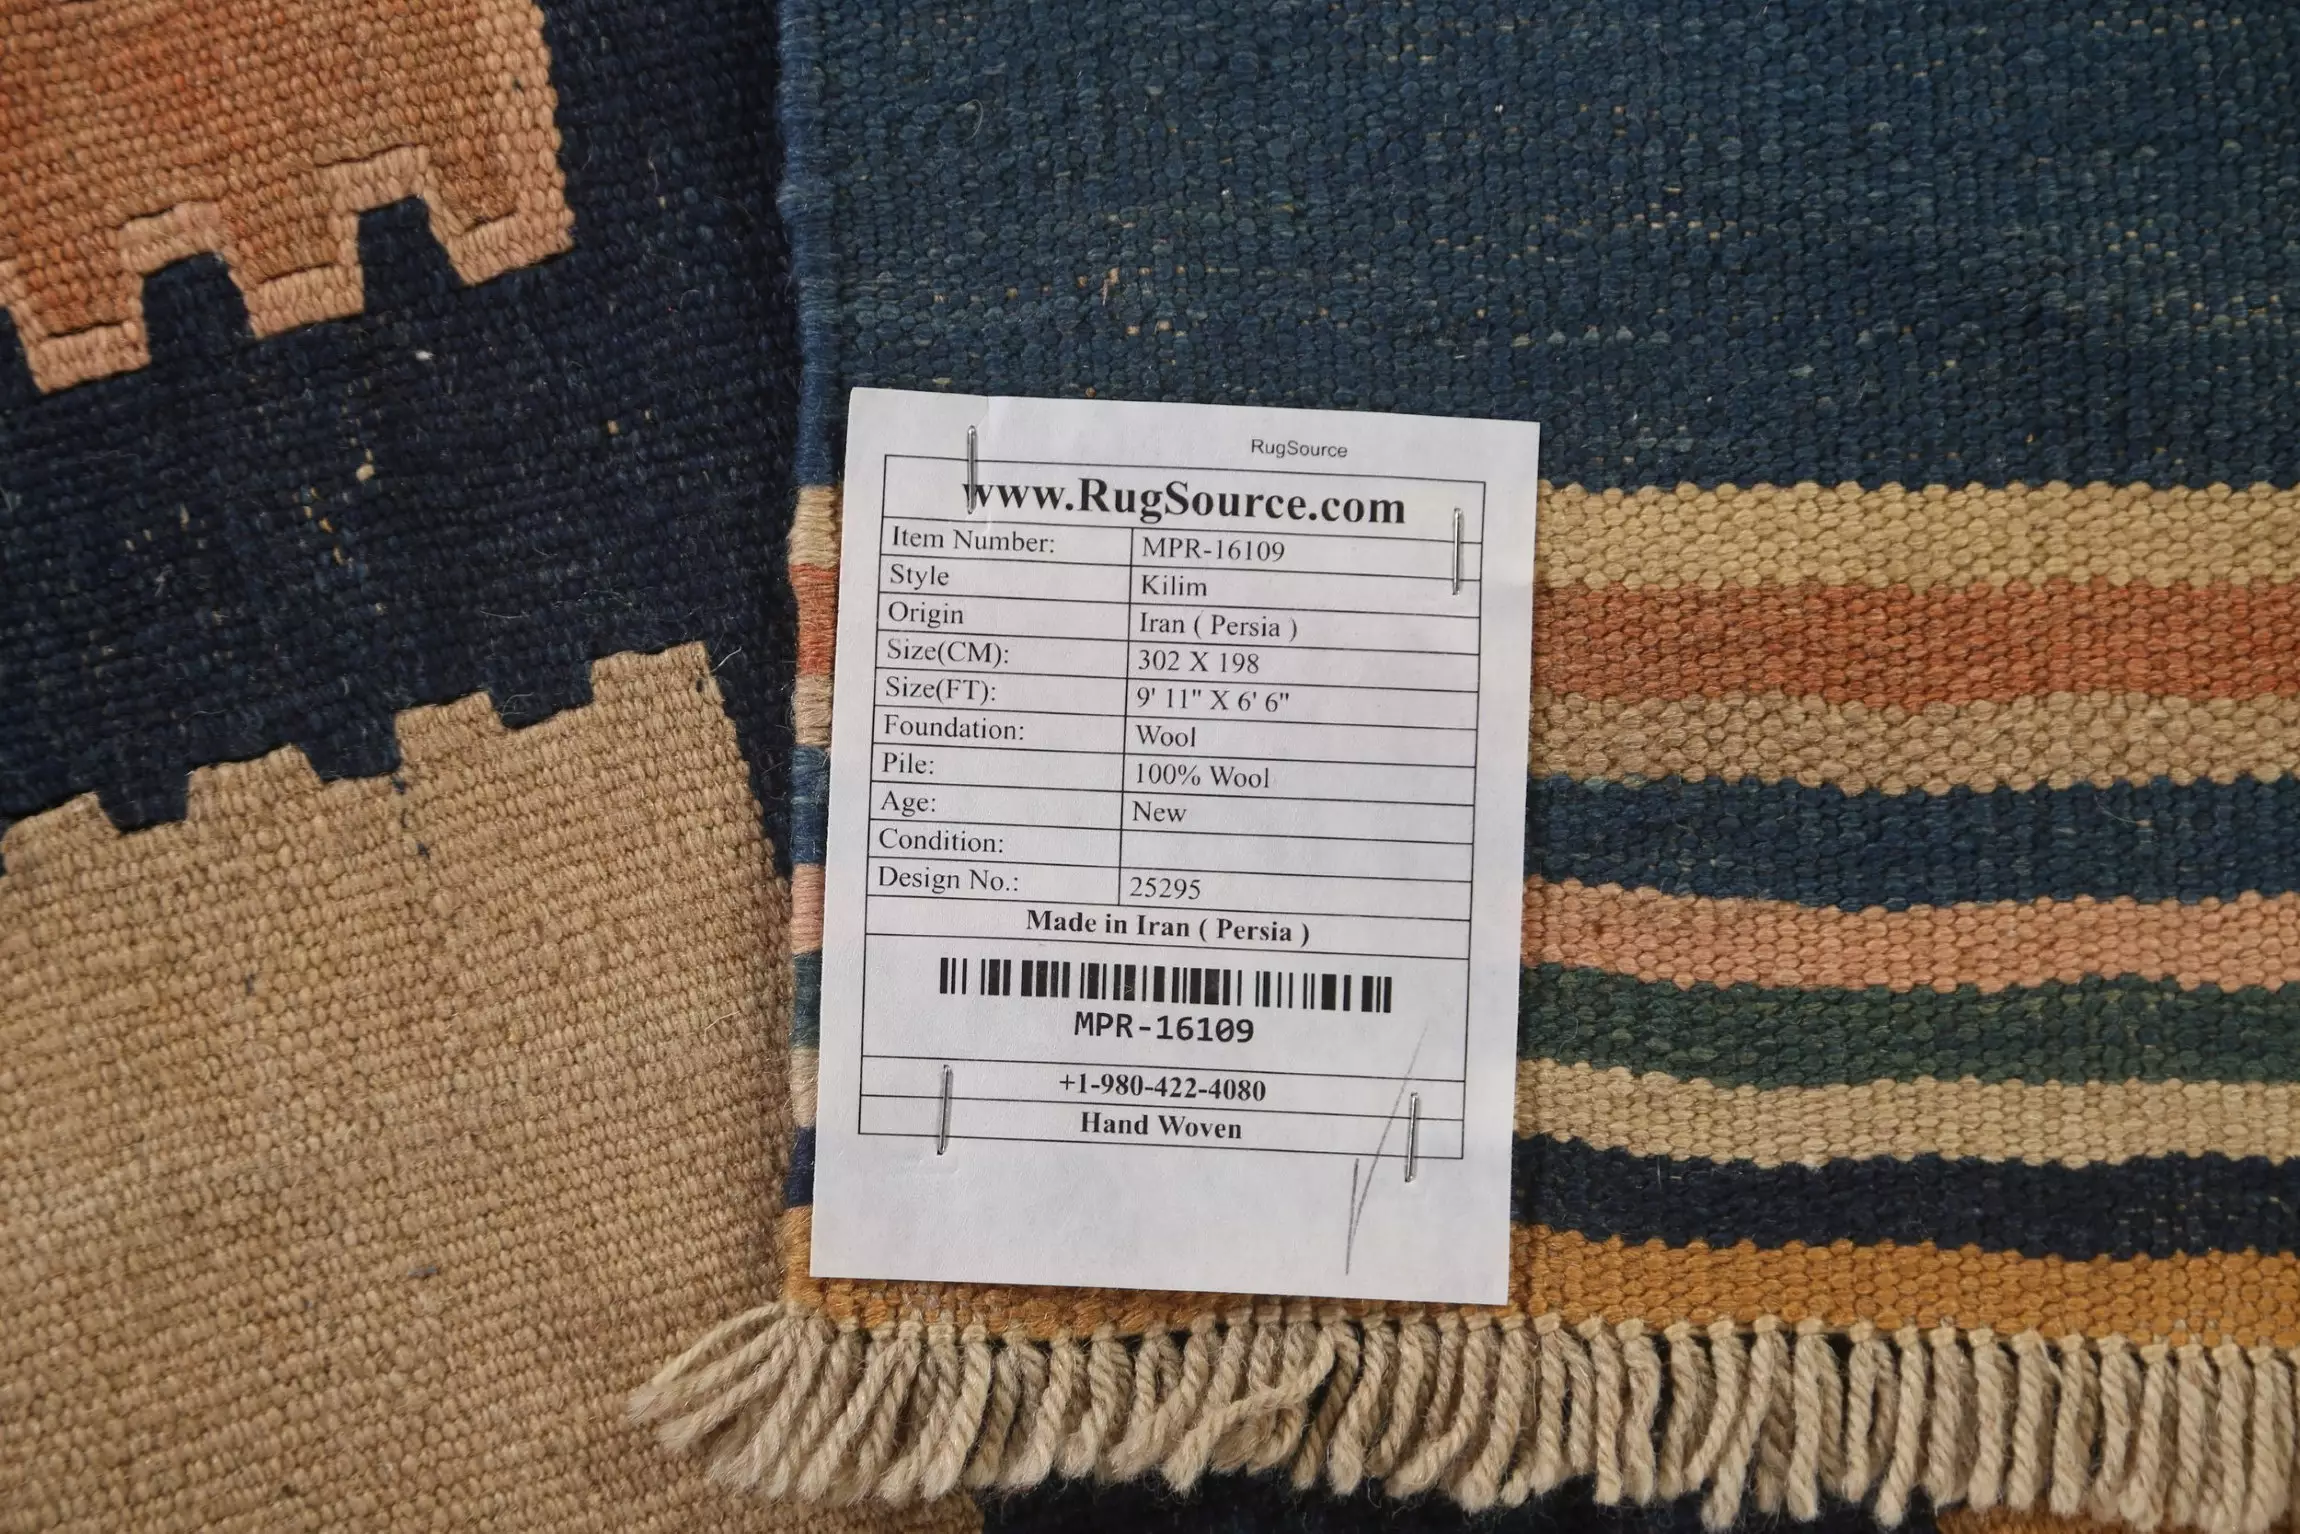 RugSource
www.RugSource.com
Item Number: MPR-16109
Style Kilim
Origin Iran ( Persia )
Size(CM): 302 X 198
Size(FT): 9' 11" X 6' 6"
Foundation: Wool
Pile: 100% Wool
Age: New
Condition:
Design No.: 25295
Made in Iran ( Persia )
MPR-16109
+1-980-422-4080
Hand Woven